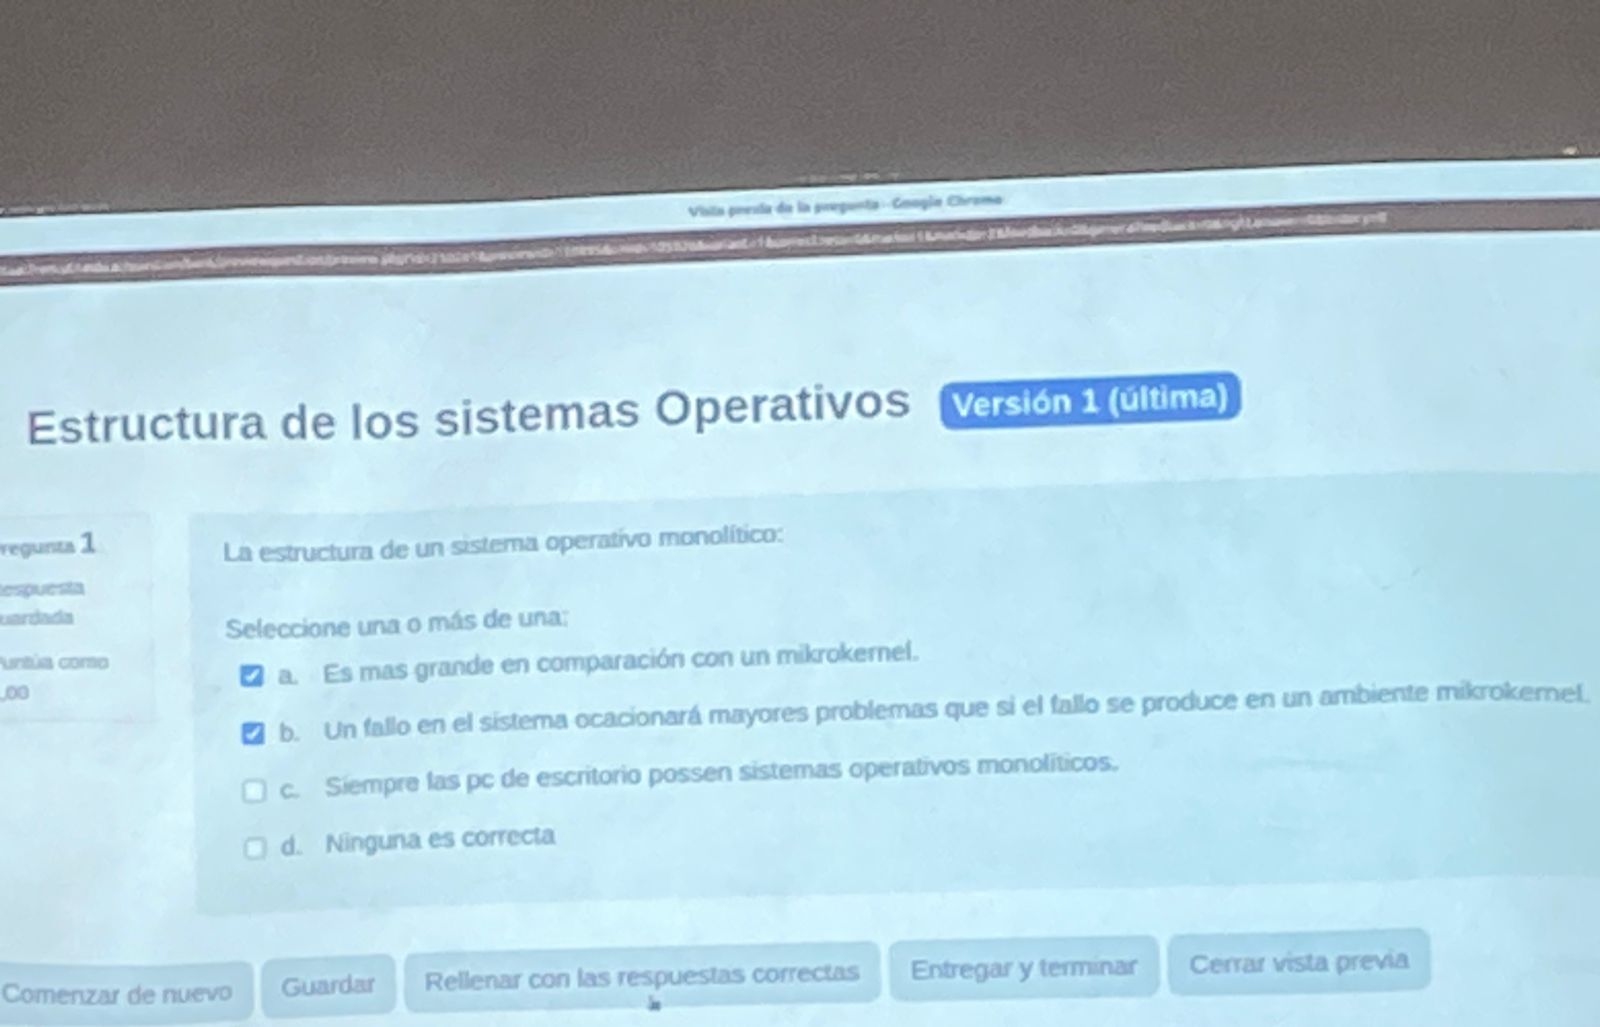 Vista previa de la pregunta - Google Chrome
Estructura de los sistemas Operativos Versión 1 (última)
regunta 1
espuesta
uardada
untúa como
,00
La estructura de un sistema operativo monolítico:
Seleccione una o más de una:
a. Es mas grande en comparación con un mikrokernel.
b. Un fallo en el sistema ocacionará mayores problemas que si el fallo se produce en un ambiente mikrokernel.
c. Siempre las pc de escritorio possen sistemas operativos monolíticos.
d. Ninguna es correcta
Comenzar de nuevo Guardar Rellenar con las respuestas correctas Entregar y terminar Cerrar vista previa